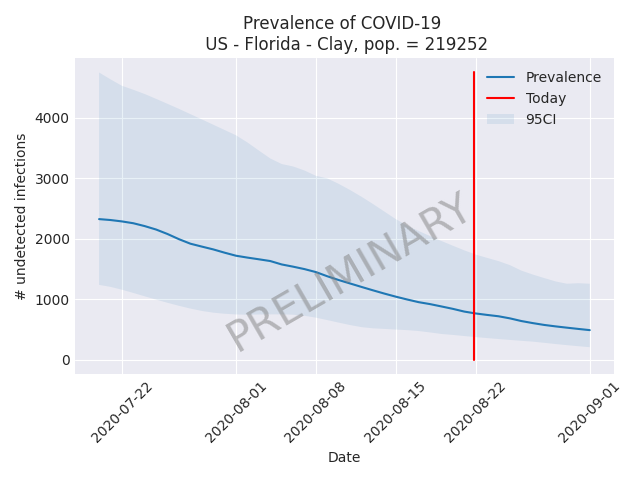 Prevalence of COVID-19
US - Florida - Clay, pop. = 219252
Prevalence
Today
95CI
4000
3000
2000
1000
0
# undetected infections
PRELIMINARY
2020-07-22
2020-08-01
2020-08-08
2020-08-15
2020-08-22
2020-09-01
Date